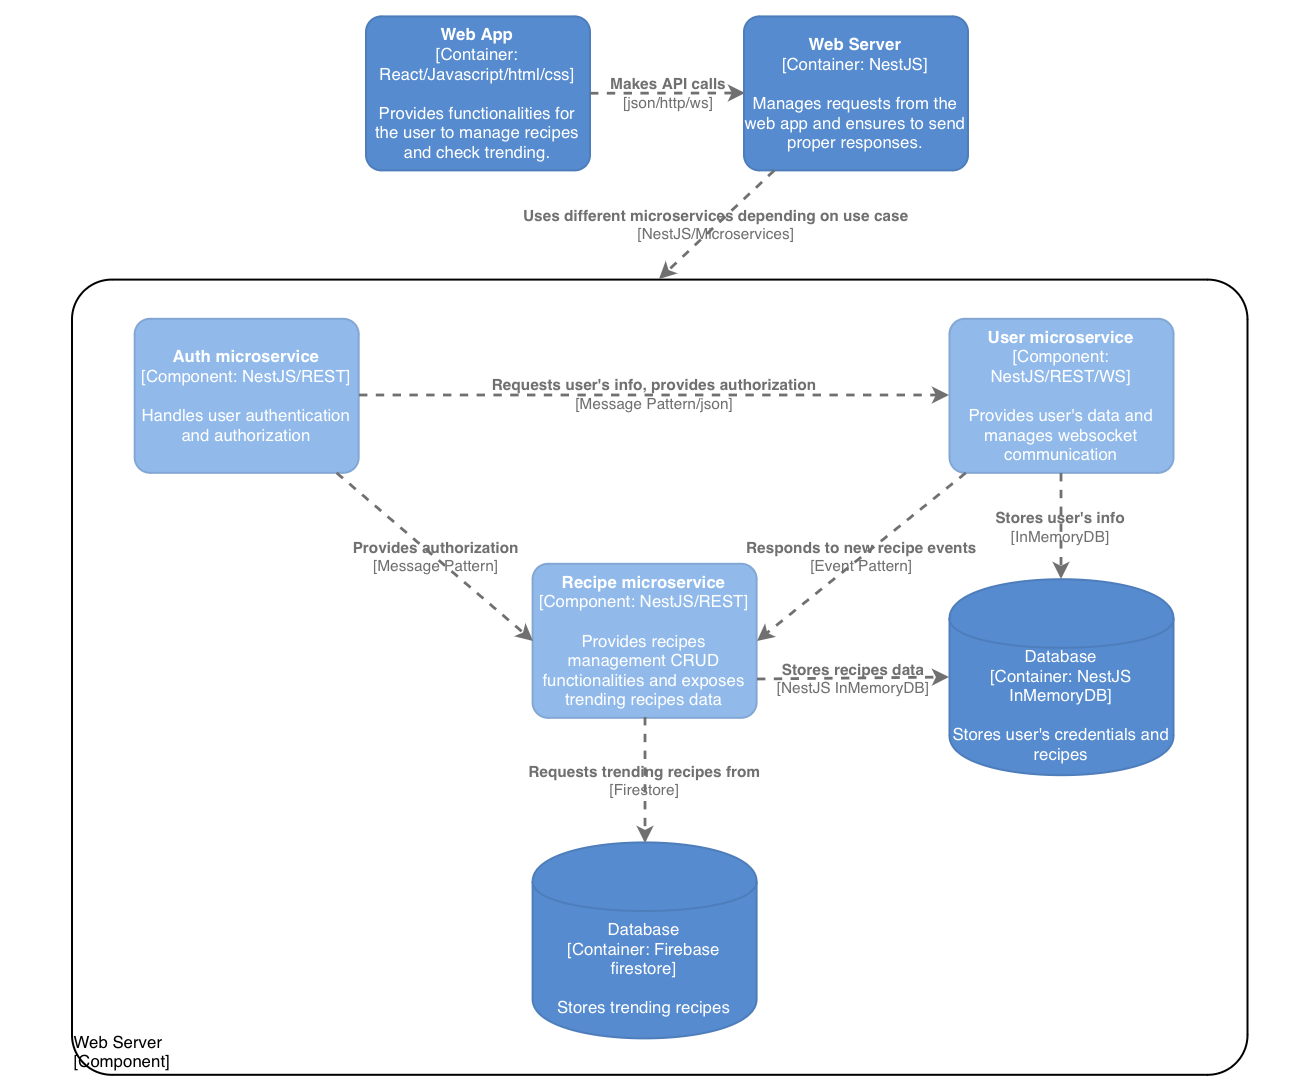 Web App
[Container:
React/Javascript/html/css]
Provides functionalities for
the user to manage recipes
and check trending.
Makes API calls
[json/http/ws]
Web Server
[Container: NestJS]
Manages requests from the
web app and ensures to send
proper responses.
Uses different microservices depending on use case
[NestJS/Microservices]
Auth microservice
[Component: NestJS/REST]
Handles user authentication
and authorization
Requests user's info, provides authorization
[Message Pattern/json]
User microservice
[Component:
NestJS/REST/WS]
Provides user's data and
manages websocket
communication
Provides authorization
[Message Pattern]
Responds to new recipe events
[Event Pattern]
Stores user's info
[InMemoryDB]
Recipe microservice
[Component: NestJS/REST]
Provides recipes
management CRUD
functionalities and exposes
trending recipes data
Stores recipes data
[NestJS InMemoryDB]
Database
[Container: NestJS
InMemoryDB]
Stores user's credentials and
recipes
Requests trending recipes from
[Firestore]
Database
[Container: Firebase
firestore]
Stores trending recipes
Web Server
[Component]